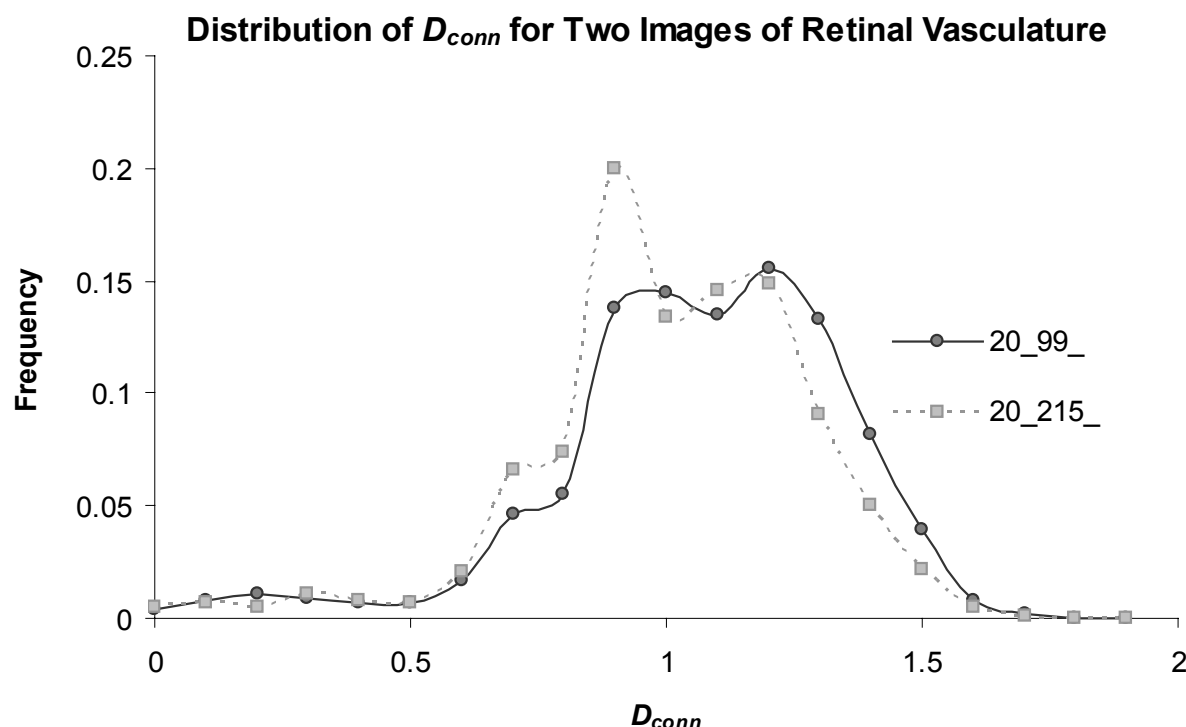 Distribution of Dconn for Two Images of Retinal Vasculature
0.25
0.2
0.15
0.1
0.05
0
Frequency
20_99_
20_215_
0 0.5 1 1.5 2
Dconn